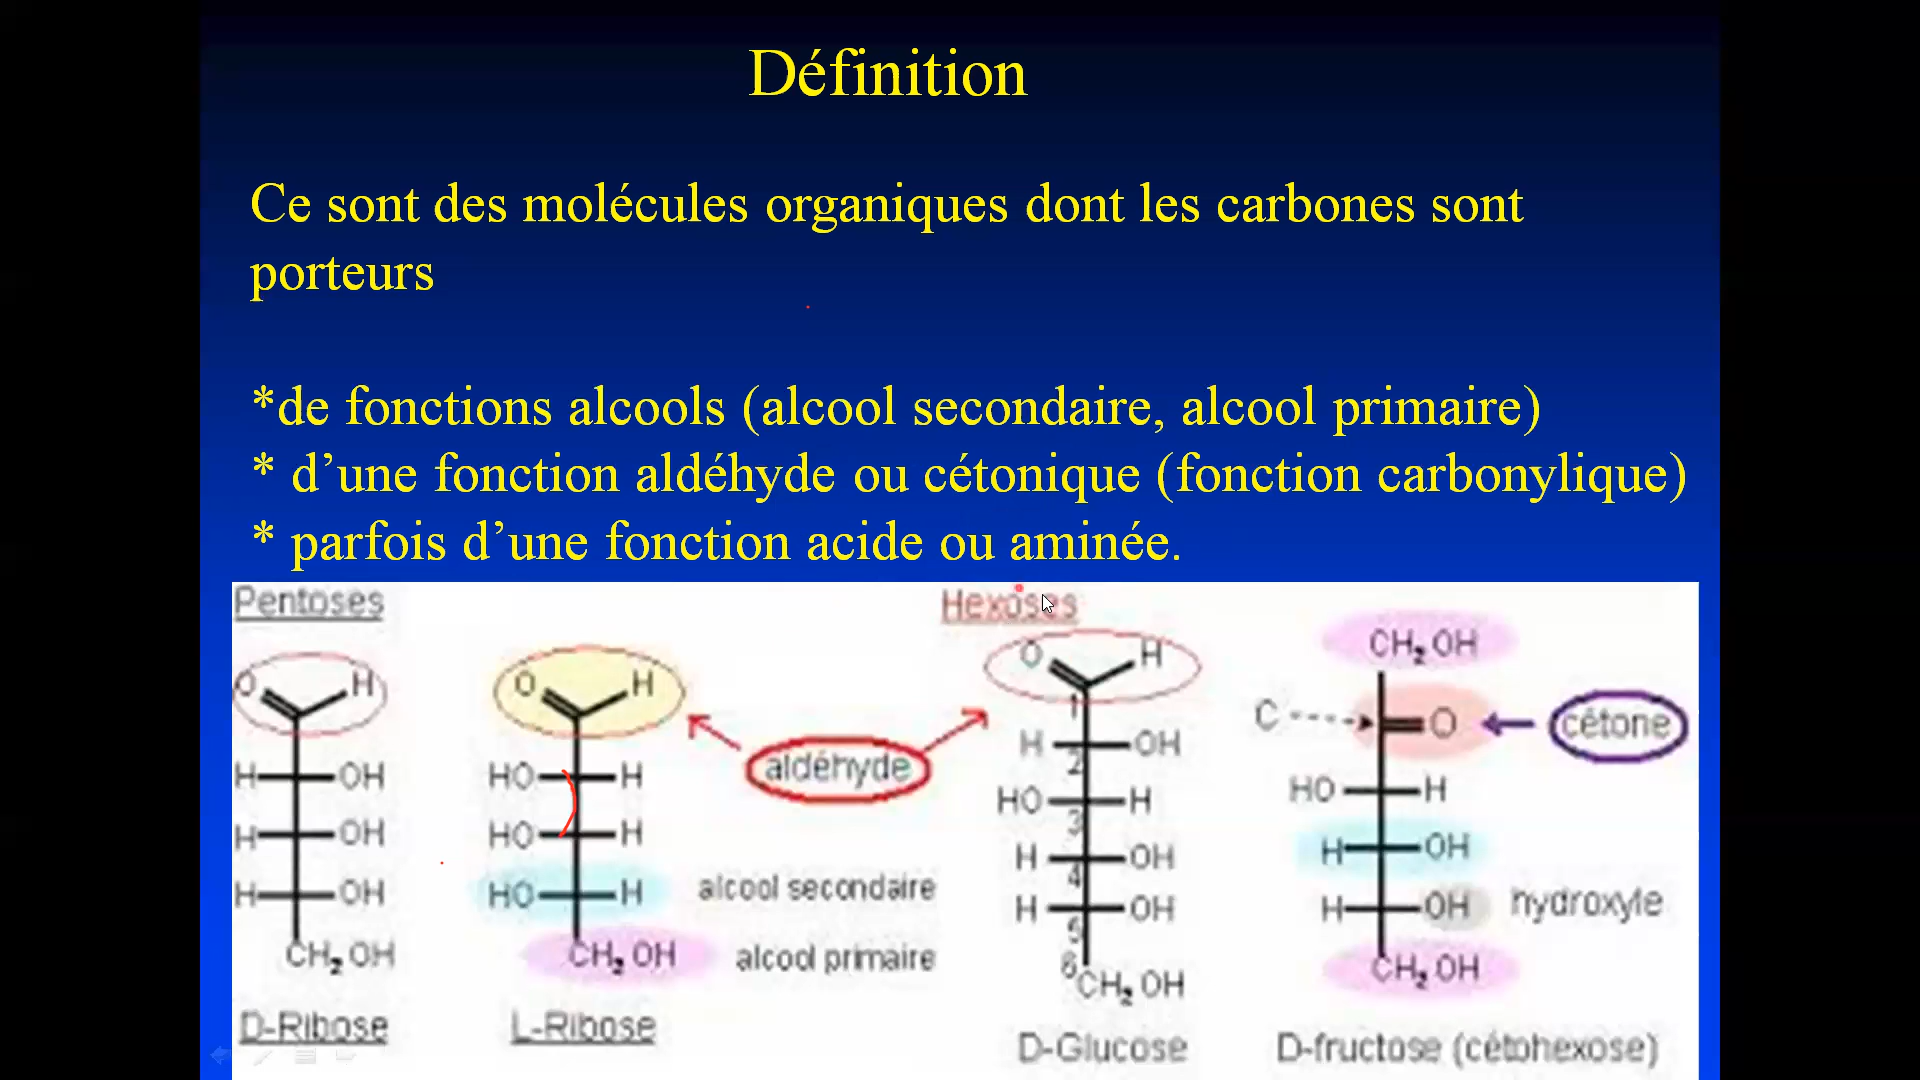 Définition
Ce sont des molécules organiques dont les carbones sont
porteurs
*de fonctions alcools (alcool secondaire, alcool primaire)
* d’une fonction aldéhyde ou cétonique (fonction carbonylique)
* parfois d’une fonction acide ou aminée.
Pentoses
O H
H OH
H OH
H OH
CH₂ OH
D-Ribose
O H
HO H
HO H
HO H
CH₂ OH
L-Ribose
aldéhyde
alcool secondaire
alcool primaire
Hexoses
O H
1
H OH
2
HO H
3
H OH
4
H OH
5
6
CH₂ OH
D-Glucose
CH₂ OH
C O
cétone
HO H
H OH
H OH
hydroxyle
CH₂ OH
D-fructose (cétohexose)